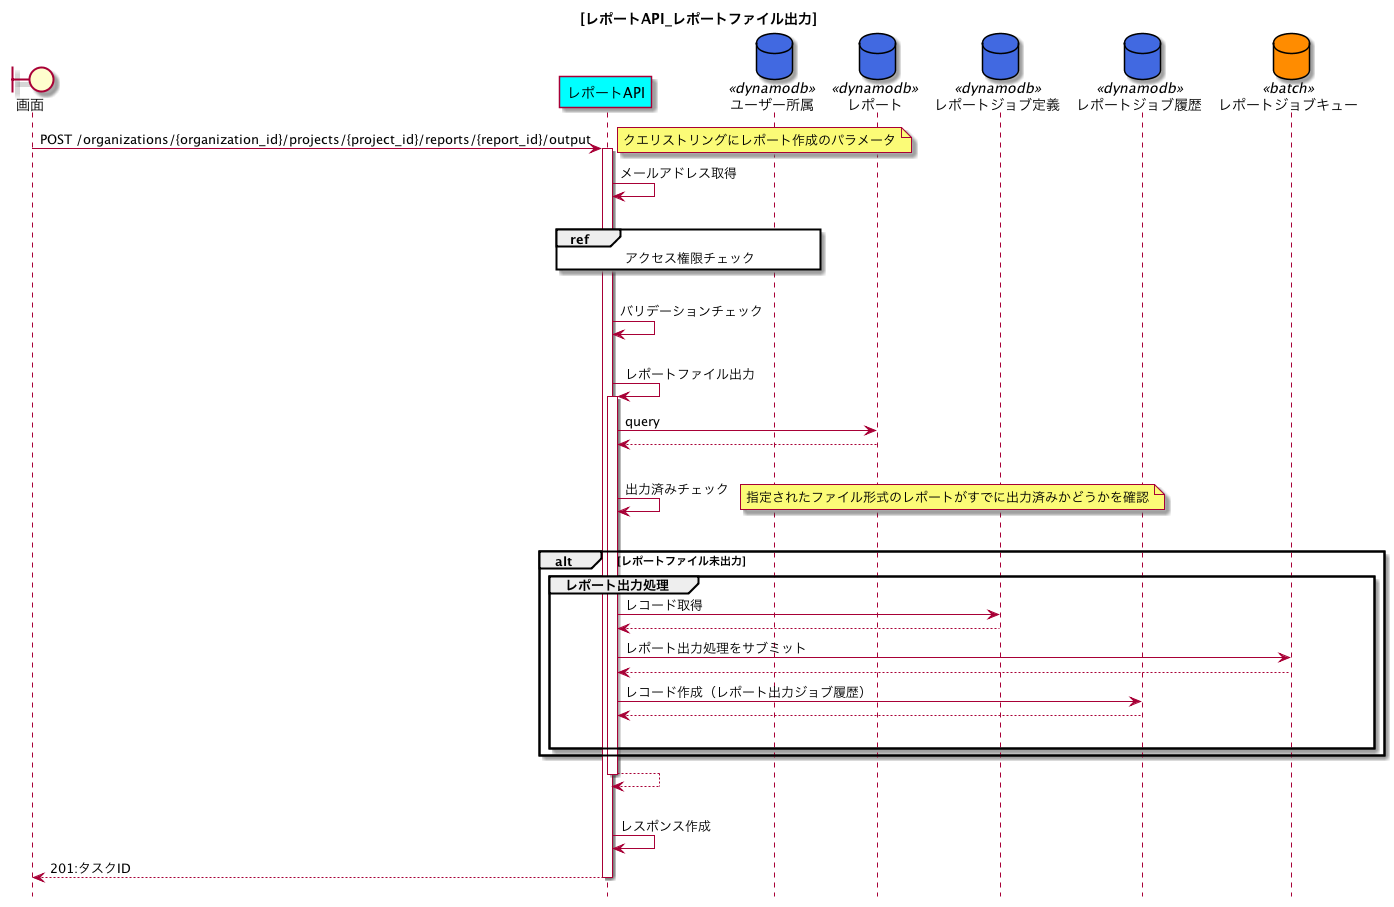 [レポートAPI_レポートファイル出力]
画面
レポートAPI
«dynamodb»
ユーザー所属
«dynamodb»
レポート
«dynamodb»
レポートジョブ定義
«dynamodb»
レポートジョブ履歴
«batch»
レポートジョブキュー
POST /organizations/{organization_id}/projects/{project_id}/reports/{report_id}/output
クエリストリングにレポート作成のパラメータ
メールアドレス取得
ref
アクセス権限チェック
バリデーションチェック
レポートファイル出力
query
出力済みチェック
指定されたファイル形式のレポートがすでに出力済みかどうかを確認
alt
[レポートファイル未出力]
レポート出力処理
レコード取得
レポート出力処理をサブミット
レコード作成（レポート出力ジョブ履歴）
レスポンス作成
201:タスクID